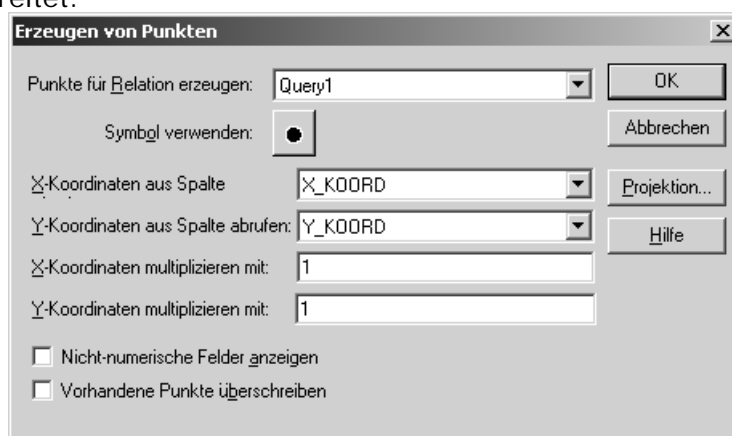 reitet:
Erzeugen von Punkten
Punkte für Relation erzeugen: Query1
OK
Symbol verwenden:
Abbrechen
X-Koordinaten aus Spalte X_KOORD
Projektion...
Y-Koordinaten aus Spalte abrufen: Y_KOORD
Hilfe
X-Koordinaten multiplizieren mit: 1
Y-Koordinaten multiplizieren mit: 1
Nicht-numerische Felder anzeigen
Vorhandene Punkte überschreiben